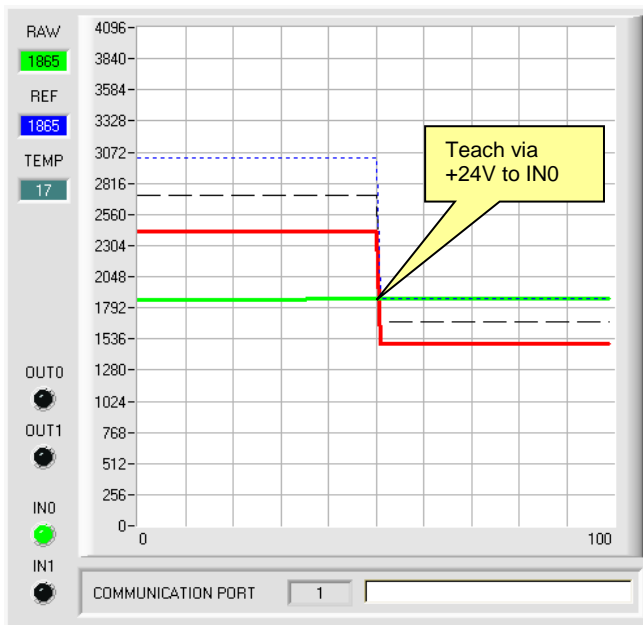 RAW
1865
REF
1865
TEMP
17
OUT0
OUT1
IN0
IN1
4096
3840
3584
3328
3072
2816
2560
2304
2048
1792
1536
1280
1024
768
512
256
0
0 100
Teach via
+24V to IN0
COMMUNICATION PORT 1